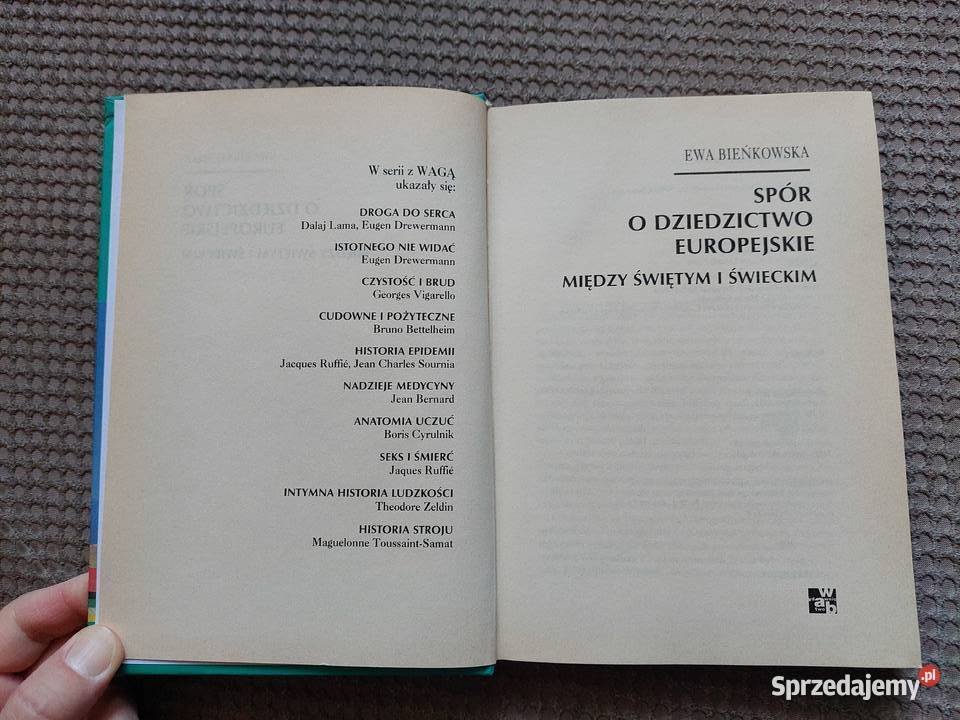 W serii z WAGĄ
ukazały się:
DROGA DO SERCA
Dalaj Lama, Eugen Drewermann
ISTOTNEGO NIE WIDAĆ
Eugen Drewermann
CZYSTOŚĆ I BRUD
Georges Vigarello
CUDOWNE I POŻYTECZNE
Bruno Bettelheim
HISTORIA EPIDEMII
Jacques Ruffié, Jean Charles Sournia
NADZIEJE MEDYCYNY
Jean Bernard
ANATOMIA UCZUĆ
Boris Cyrulnik
SEKS I ŚMIERĆ
Jaques Ruffié
INTYMNA HISTORIA LUDZKOŚCI
Theodore Zeldin
HISTORIA STROJU
Maguelonne Toussaint-Samat
EWA BIEŃKOWSKA
SPÓR
O DZIEDZICTWO
EUROPEJSKIE
MIĘDZY ŚWIĘTYM I ŚWIECKIM
w
a b
Sprzedajemy.pl